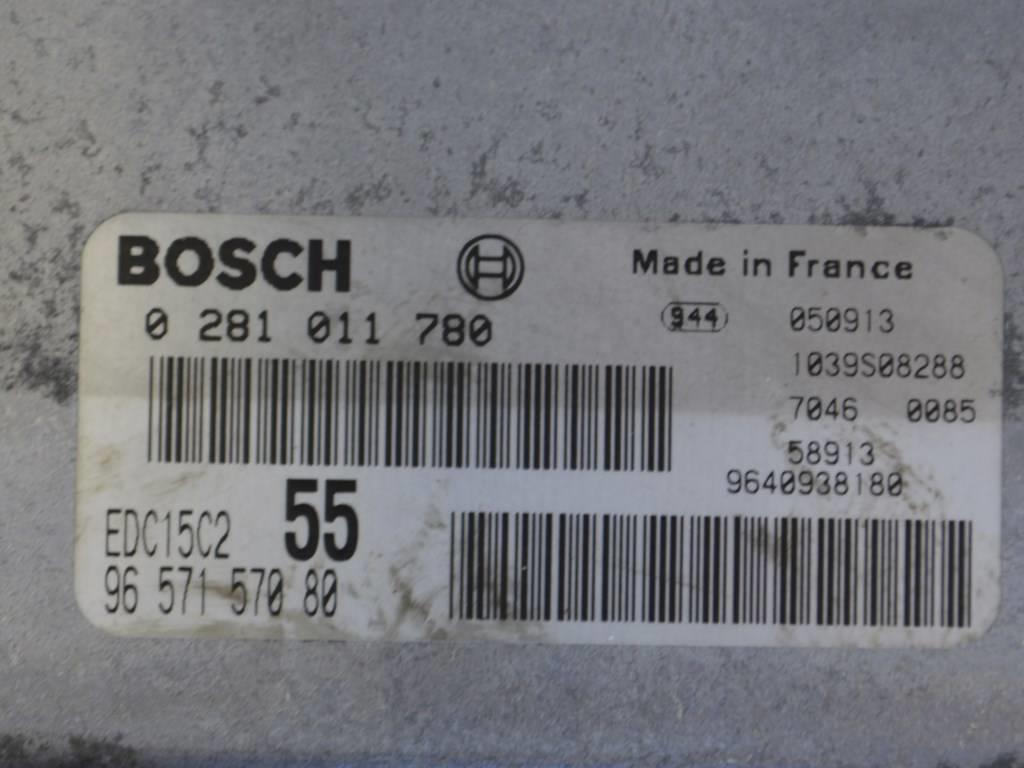 BOSCH Made in France
0 281 011 780 944 050913
1039S08288
7046 0085
58913
9640938180
EDC15C2 55
96 571 570 80